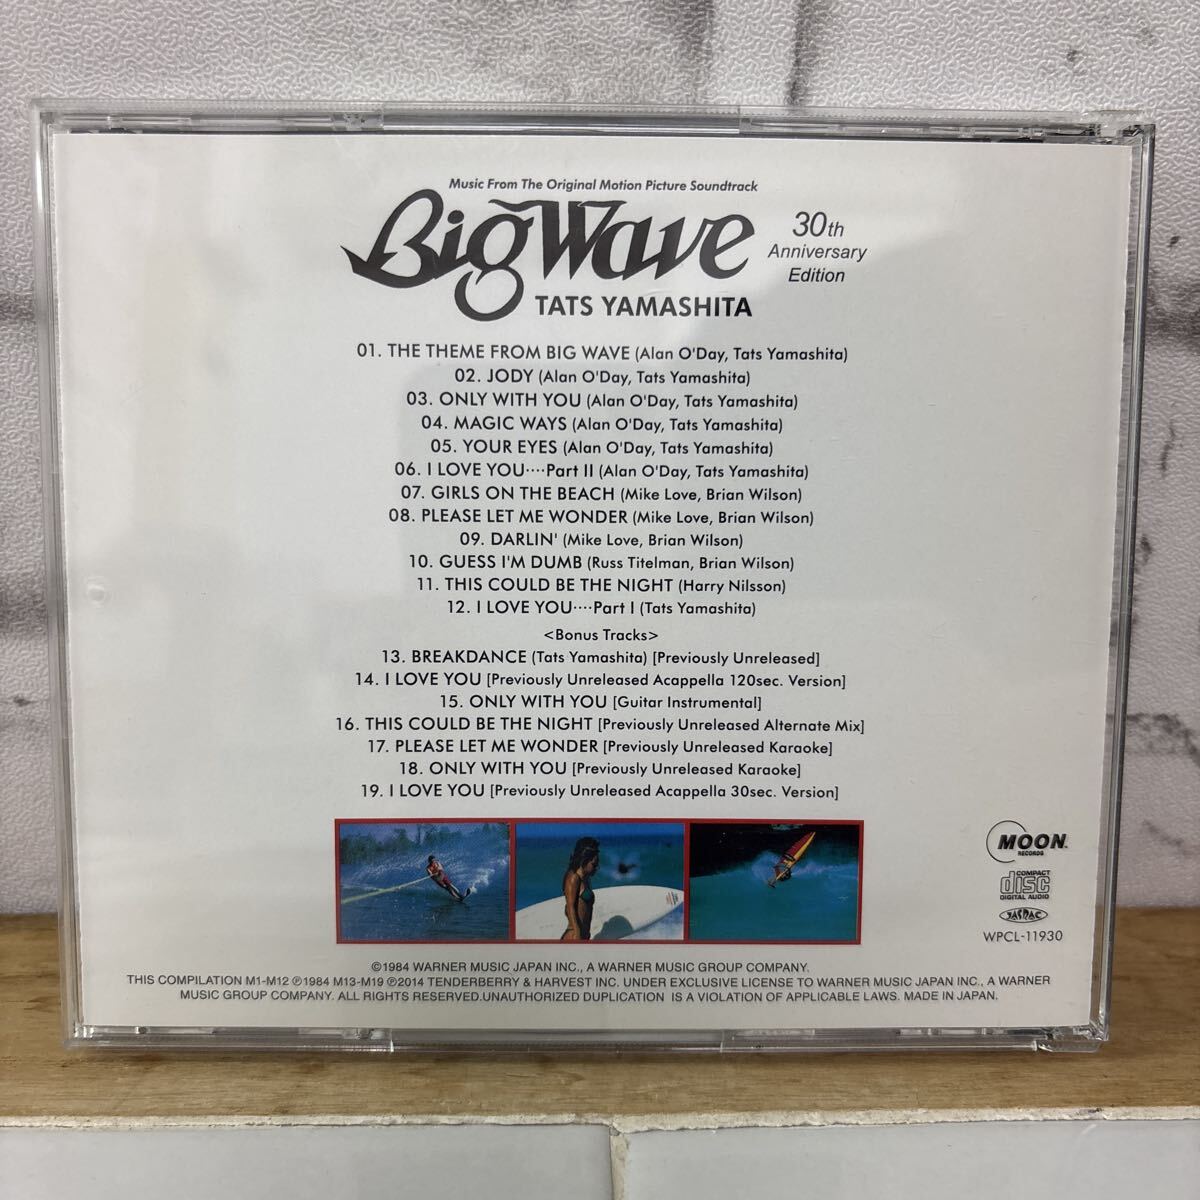 Music From The Original Motion Picture Soundtrack
Big Wave
30th
Anniversary
Edition
TATS YAMASHITA
01. THE THEME FROM BIG WAVE (Alan O'Day, Tats Yamashita)
02. JODY (Alan O'Day, Tats Yamashita)
03. ONLY WITH YOU (Alan O'Day, Tats Yamashita)
04. MAGIC WAYS (Alan O'Day, Tats Yamashita)
05. YOUR EYES (Alan O'Day, Tats Yamashita)
06. I LOVE YOU····Part II (Alan O'Day, Tats Yamashita)
07. GIRLS ON THE BEACH (Mike Love, Brian Wilson)
08. PLEASE LET ME WONDER (Mike Love, Brian Wilson)
09. DARLIN' (Mike Love, Brian Wilson)
10. GUESS I'M DUMB (Russ Titelman, Brian Wilson)
11. THIS COULD BE THE NIGHT (Harry Nilsson)
12. I LOVE YOU····Part I (Tats Yamashita)
<Bonus Tracks>
13. BREAKDANCE (Tats Yamashita) [Previously Unreleased]
14. I LOVE YOU [Previously Unreleased Acappella 120sec. Version]
15. ONLY WITH YOU [Guitar Instrumental]
16. THIS COULD BE THE NIGHT [Previously Unreleased Alternate Mix]
17. PLEASE LET ME WONDER [Previously Unreleased Karaoke]
18. ONLY WITH YOU [Previously Unreleased Karaoke]
19. I LOVE YOU [Previously Unreleased Acappella 30sec. Version]
MOON
RECORDS
COMPACT
disc
DIGITAL AUDIO
JASRAC
WPCL-11930
©1984 WARNER MUSIC JAPAN INC., A WARNER MUSIC GROUP COMPANY.
THIS COMPILATION M1-M12 ℗1984 M13-M19 ℗2014 TENDERBERRY & HARVEST INC. UNDER EXCLUSIVE LICENSE TO WARNER MUSIC JAPAN INC., A WARNER
MUSIC GROUP COMPANY. ALL RIGHTS RESERVED.UNAUTHORIZED DUPLICATION IS A VIOLATION OF APPLICABLE LAWS. MADE IN JAPAN.